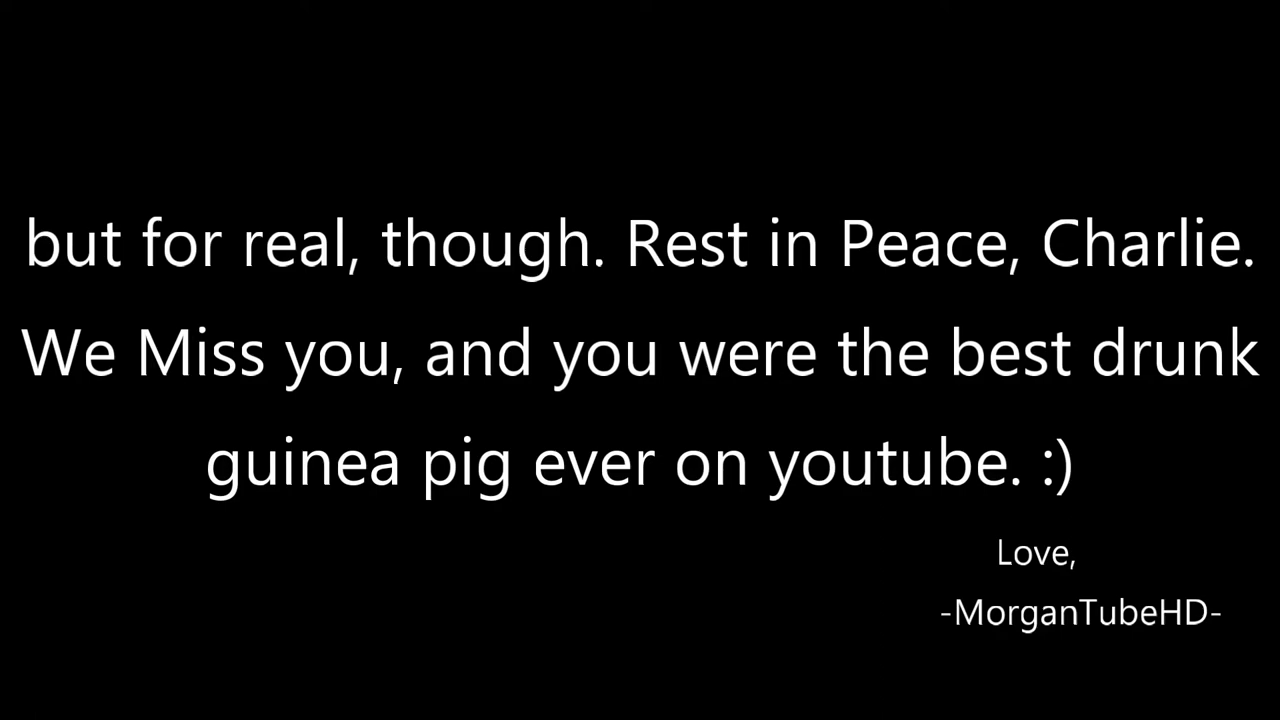 but for real, though. Rest in Peace, Charlie.
We Miss you, and you were the best drunk
guinea pig ever on youtube. :)
Love,
-MorganTubeHD-